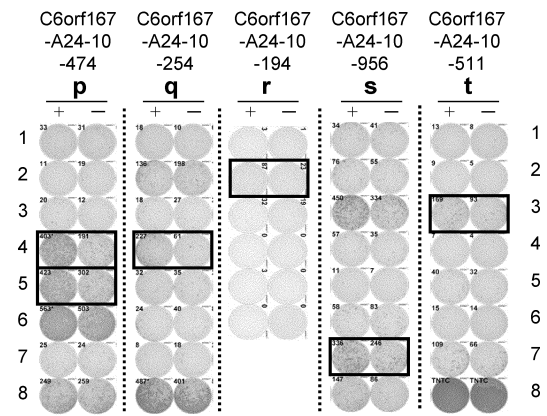 C6orf167 C6orf167 C6orf167 C6orf167 C6orf167
-A24-10 -A24-10 -A24-10 -A24-10 -A24-10
-474 -254 -194 -956 -511
p q r s t
+ − + − + − + − + −
1 33 31 18 10 3 1 34 41 13 8 1
2 11 19 136 198 87 23 76 55 9 5 2
3 20 12 18 27 32 19 450 334 169 93 3
4 463* 191 227 61 0 0 57 35 7 4 4
5 423 302 32 35 3 0 11 7 40 32 5
6 563* 503 24 40 0 0 58 83 15 14 6
7 25 24 18 18 336 246 109 66 7
8 249 259 487* 401 147 86 TNTC TNTC 8